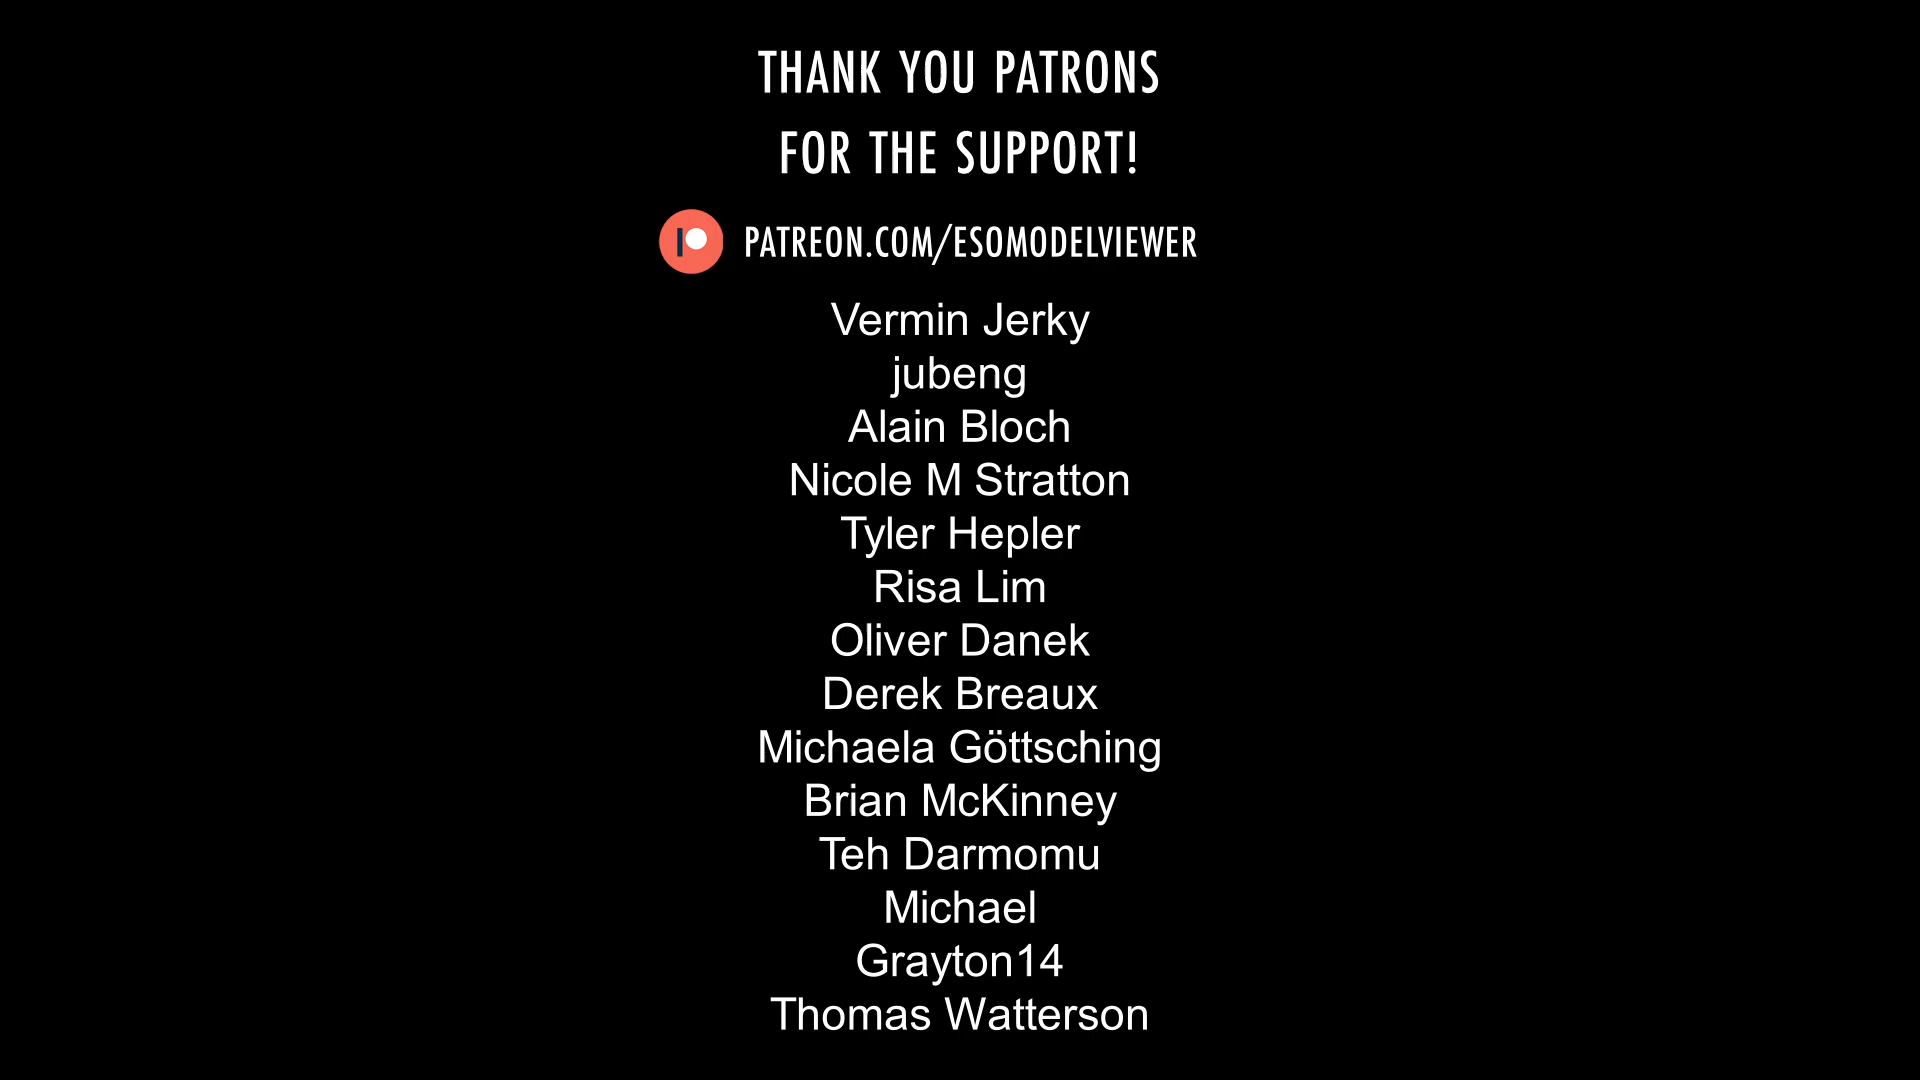 THANK YOU PATRONS
FOR THE SUPPORT!
PATREON.COM/ESOMODELVIEWER
Vermin Jerky
jubeng
Alain Bloch
Nicole M Stratton
Tyler Hepler
Risa Lim
Oliver Danek
Derek Breaux
Michaela Göttsching
Brian McKinney
Teh Darmomu
Michael
Grayton14
Thomas Watterson